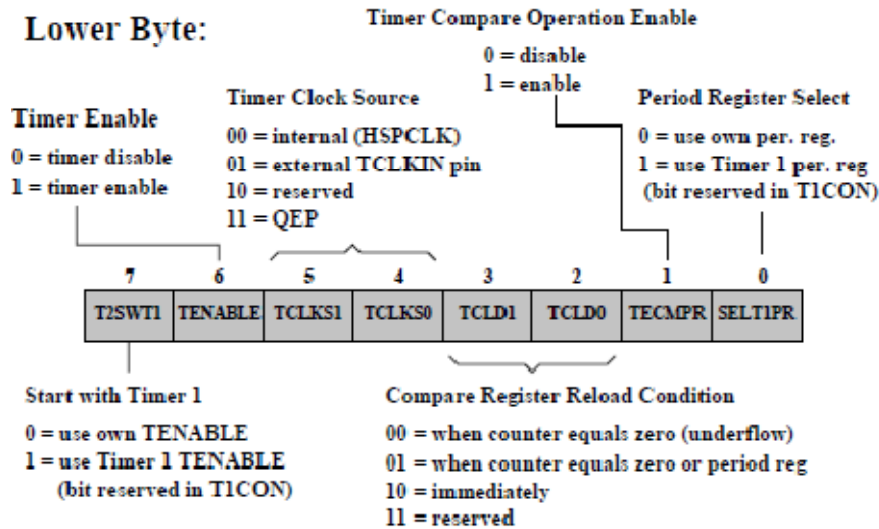 Lower Byte:
Timer Compare Operation Enable
0 = disable
1 = enable
Timer Clock Source
00 = internal (HSPCLK)
01 = external TCLKIN pin
10 = reserved
11 = QEP
Period Register Select
0 = use own per. reg.
1 = use Timer 1 per. reg
(bit reserved in T1CON)
Timer Enable
0 = timer disable
1 = timer enable
7 6 5 4 3 2 1 0
T2SWT1 TENABLE TCLKS1 TCLKS0 TCLD1 TCLD0 TECMPR SELT1PR
Start with Timer 1
0 = use own TENABLE
1 = use Timer 1 TENABLE
(bit reserved in T1CON)
Compare Register Reload Condition
00 = when counter equals zero (underflow)
01 = when counter equals zero or period reg
10 = immediately
11 = reserved